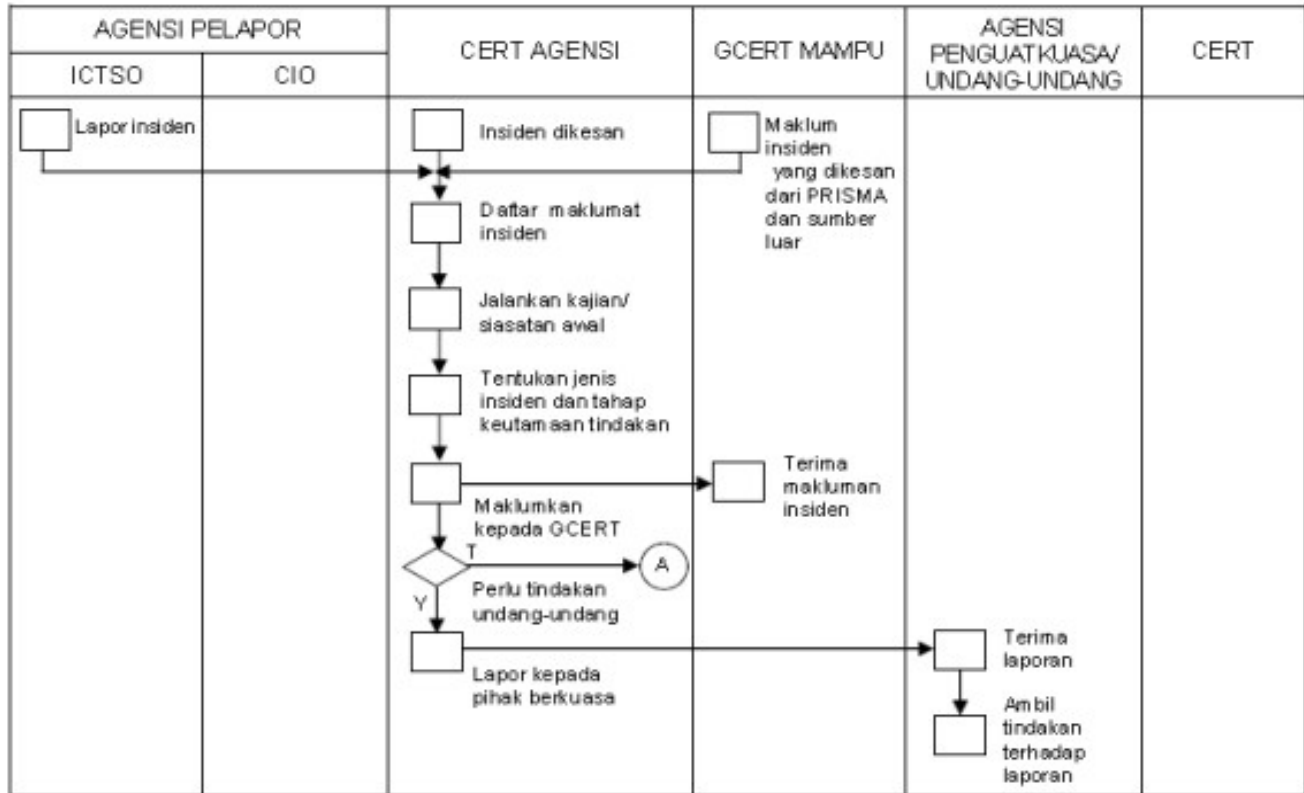 AGENSI PELAPOR
ICTSO
CIO
CERT AGENSI
GCERT MAMPU
AGENSI
PENGUATKUASA/
UNDANG-UNDANG
CERT
Lapor insiden
Insiden dikesan
Maklum
insiden
yang dikesan
dari PRISMA
dan sumber
luar
Daftar maklumat
insiden
Jalankan kajian/
siasatan awal
Tentukan jenis
insiden dan tahap
keutamaan tindakan
Maklumkan
kepada GCERT
Terima
makluman
insiden
T
A
Perlu tindakan
undang-undang
Y
Lapor kepada
pihak berkuasa
Terima
laporan
Ambil
tindakan
terhadap
laporan